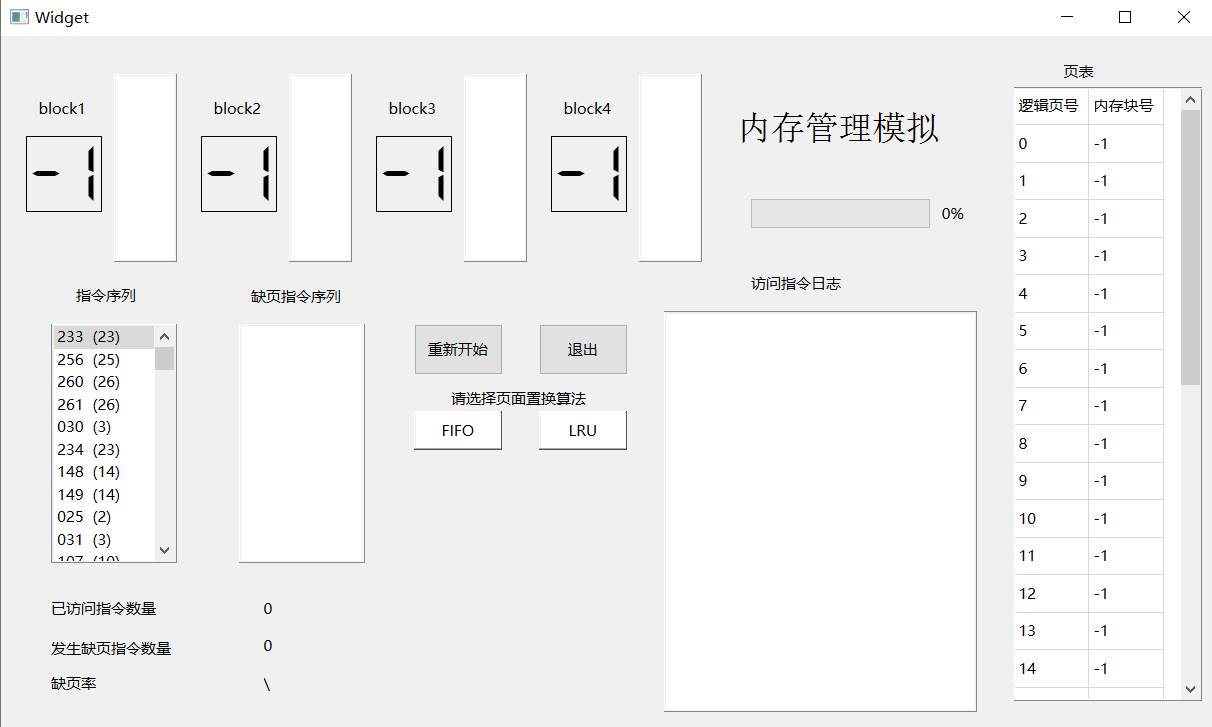 Widget
block1
block2
block3
block4
-1
-1
-1
-1
内存管理模拟
0%
指令序列
233 (23)
256 (25)
260 (26)
261 (26)
030 (3)
234 (23)
148 (14)
149 (14)
025 (2)
031 (3)
107 (10)
缺页指令序列
重新开始
退出
请选择页面置换算法
FIFO
LRU
访问指令日志
已访问指令数量 0
发生缺页指令数量 0
缺页率 \
页表
逻辑页号 内存块号
0 -1
1 -1
2 -1
3 -1
4 -1
5 -1
6 -1
7 -1
8 -1
9 -1
10 -1
11 -1
12 -1
13 -1
14 -1